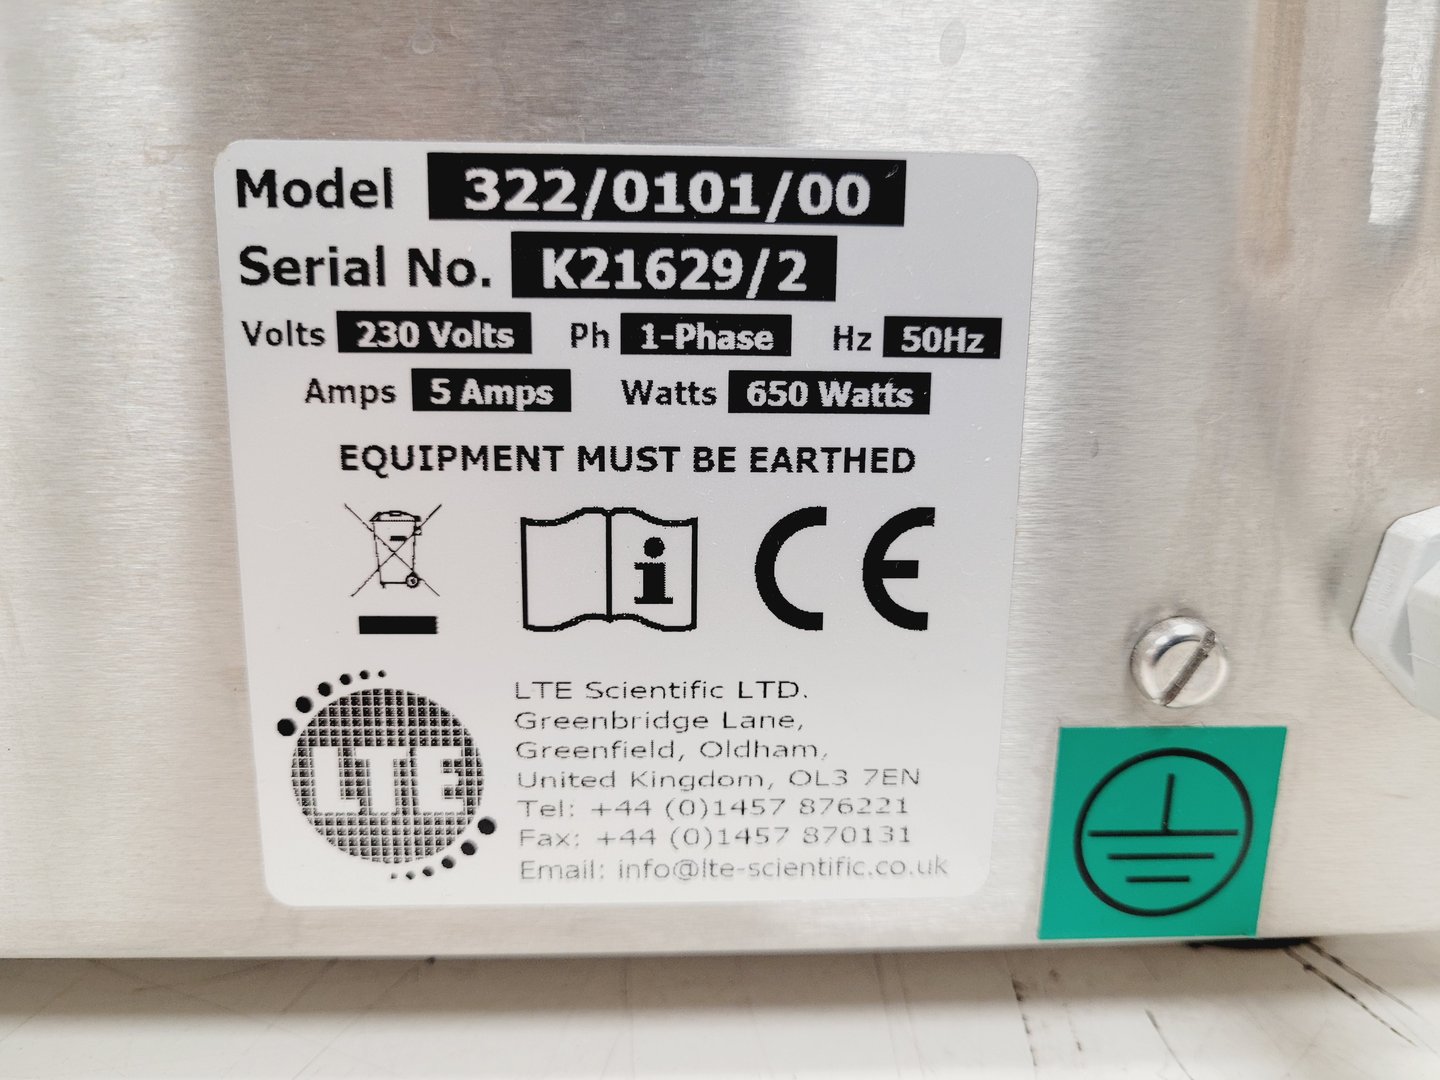 Model 322/0101/00
Serial No. K21629/2
Volts 230 Volts Ph 1-Phase Hz 50Hz
Amps 5 Amps Watts 650 Watts
EQUIPMENT MUST BE EARTHED
CE
LTE
LTE Scientific LTD.
Greenbridge Lane,
Greenfield, Oldham,
United Kingdom, OL3 7EN
Tel: +44 (0)1457 876221
Fax: +44 (0)1457 870131
Email: info@lte-scientific.co.uk